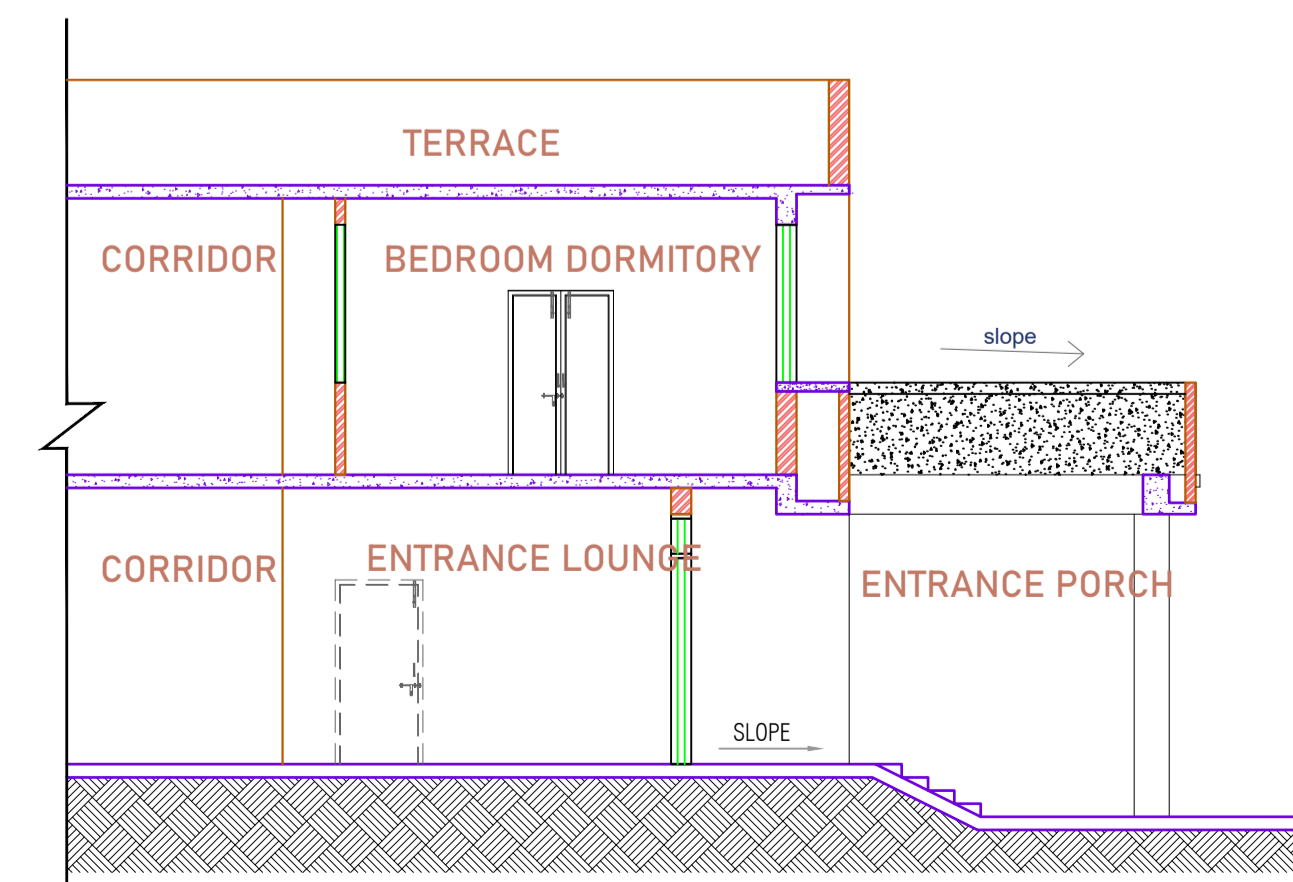 TERRACE
CORRIDOR
BEDROOM DORMITORY
slope
CORRIDOR
ENTRANCE LOUNGE
ENTRANCE PORCH
SLOPE